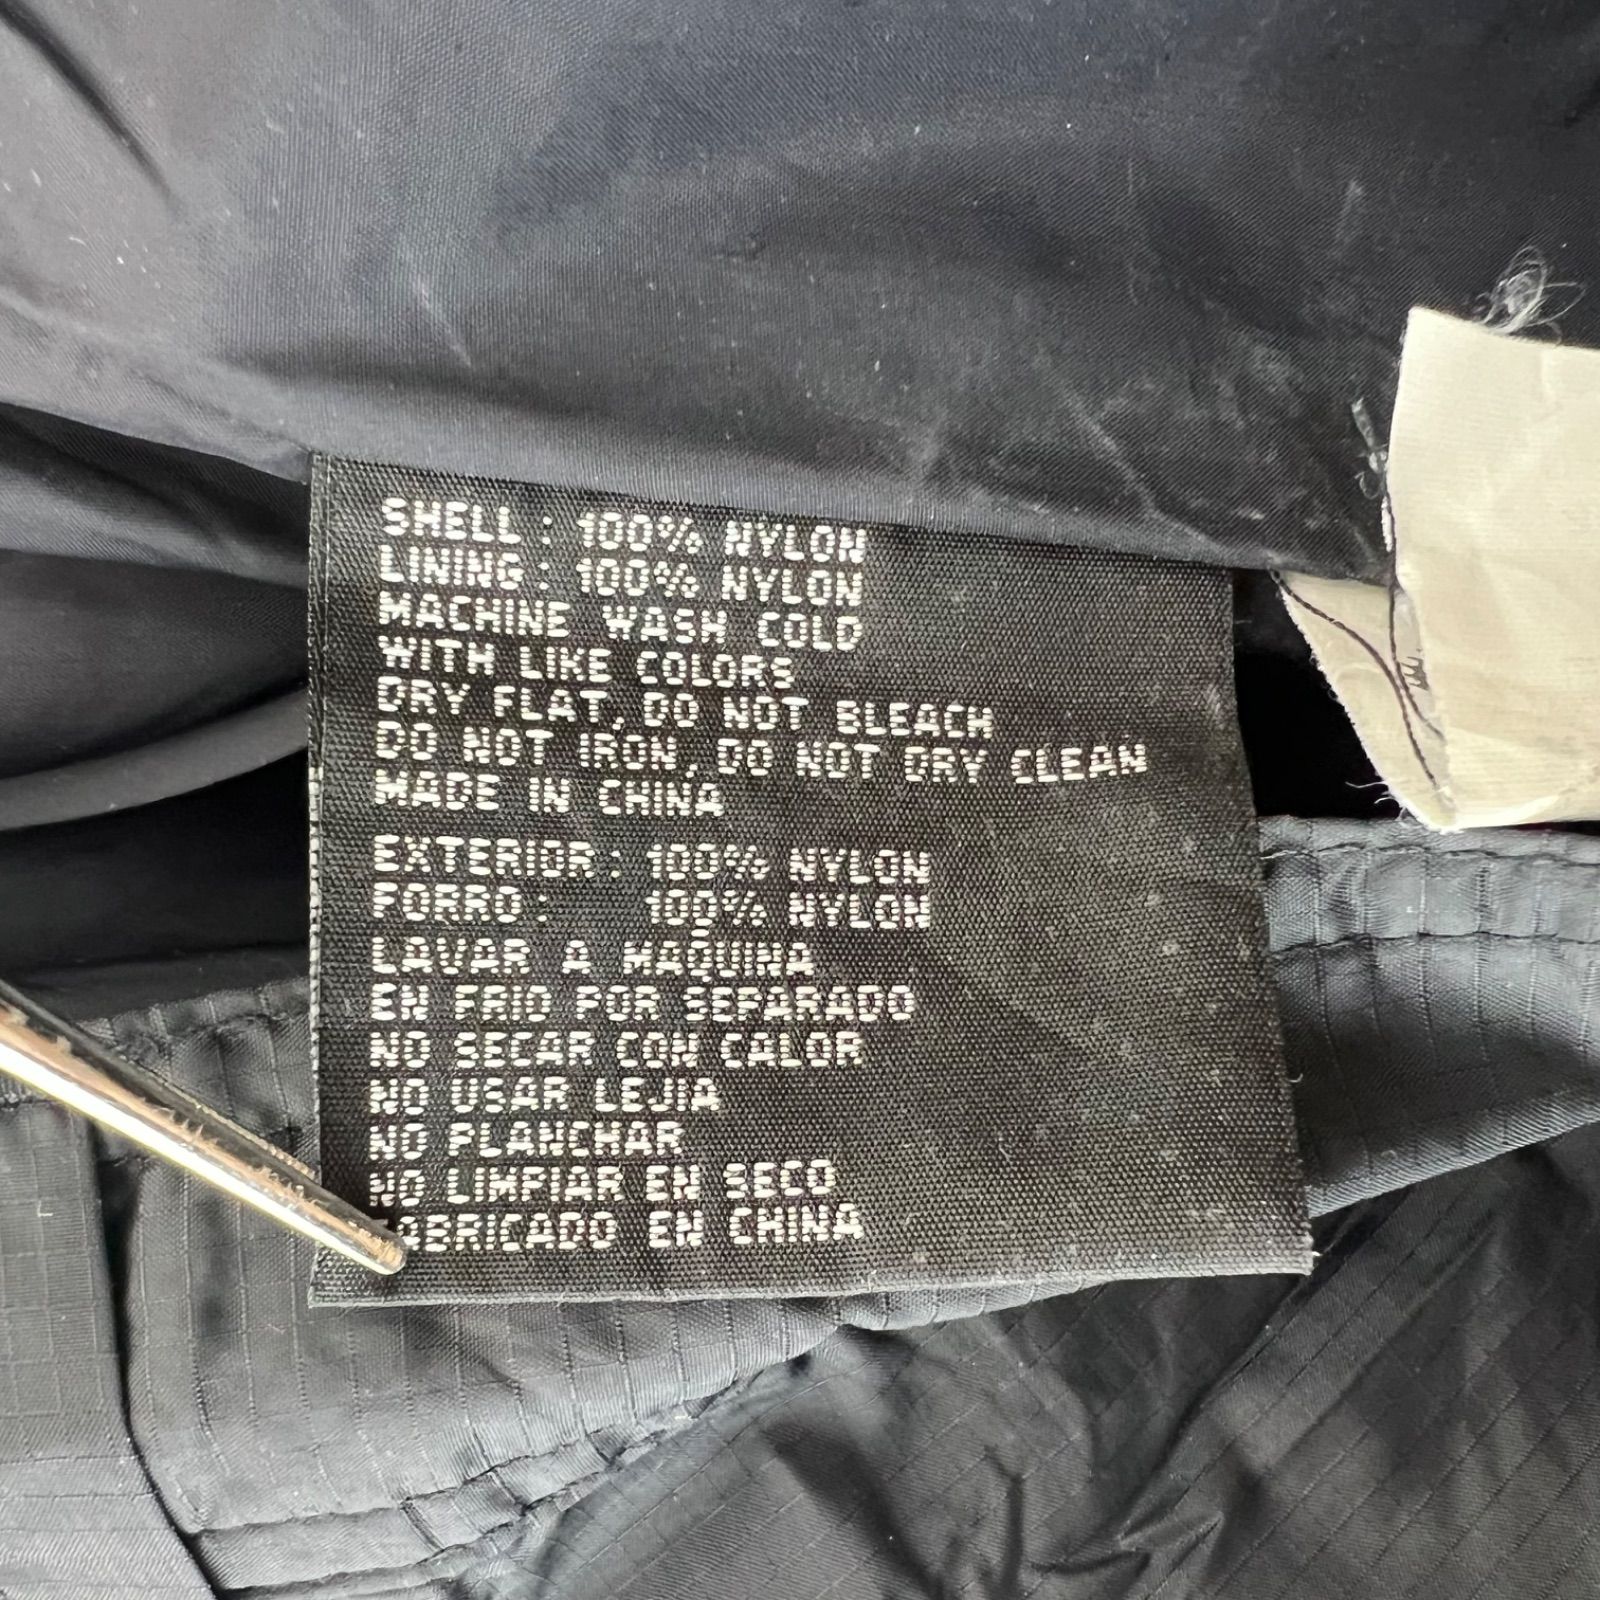 SHELL : 100% NYLON
LINING : 100% NYLON
MACHINE WASH COLD
WITH LIKE COLORS
DRY FLAT, DO NOT BLEACH
DO NOT IRON, DO NOT DRY CLEAN
MADE IN CHINA
EXTERIOR : 100% NYLON
FORRO : 100% NYLON
LAVAR A MAQUINA
EN FRIO POR SEPARADO
NO SECAR CON CALOR
NO USAR LEJIA
NO PLANCHAR
NO LIMPIAR EN SECO
FABRICADO EN CHINA